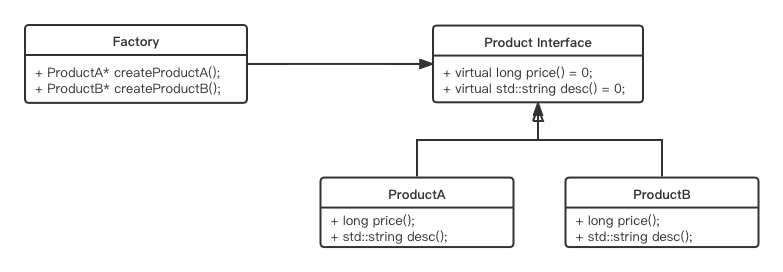 Factory
+ ProductA* createProductA();
+ ProductB* createProductB();
Product Interface
+ virtual long price() = 0;
+ virtual std::string desc() = 0;
ProductA
+ long price();
+ std::string desc();
ProductB
+ long price();
+ std::string desc();